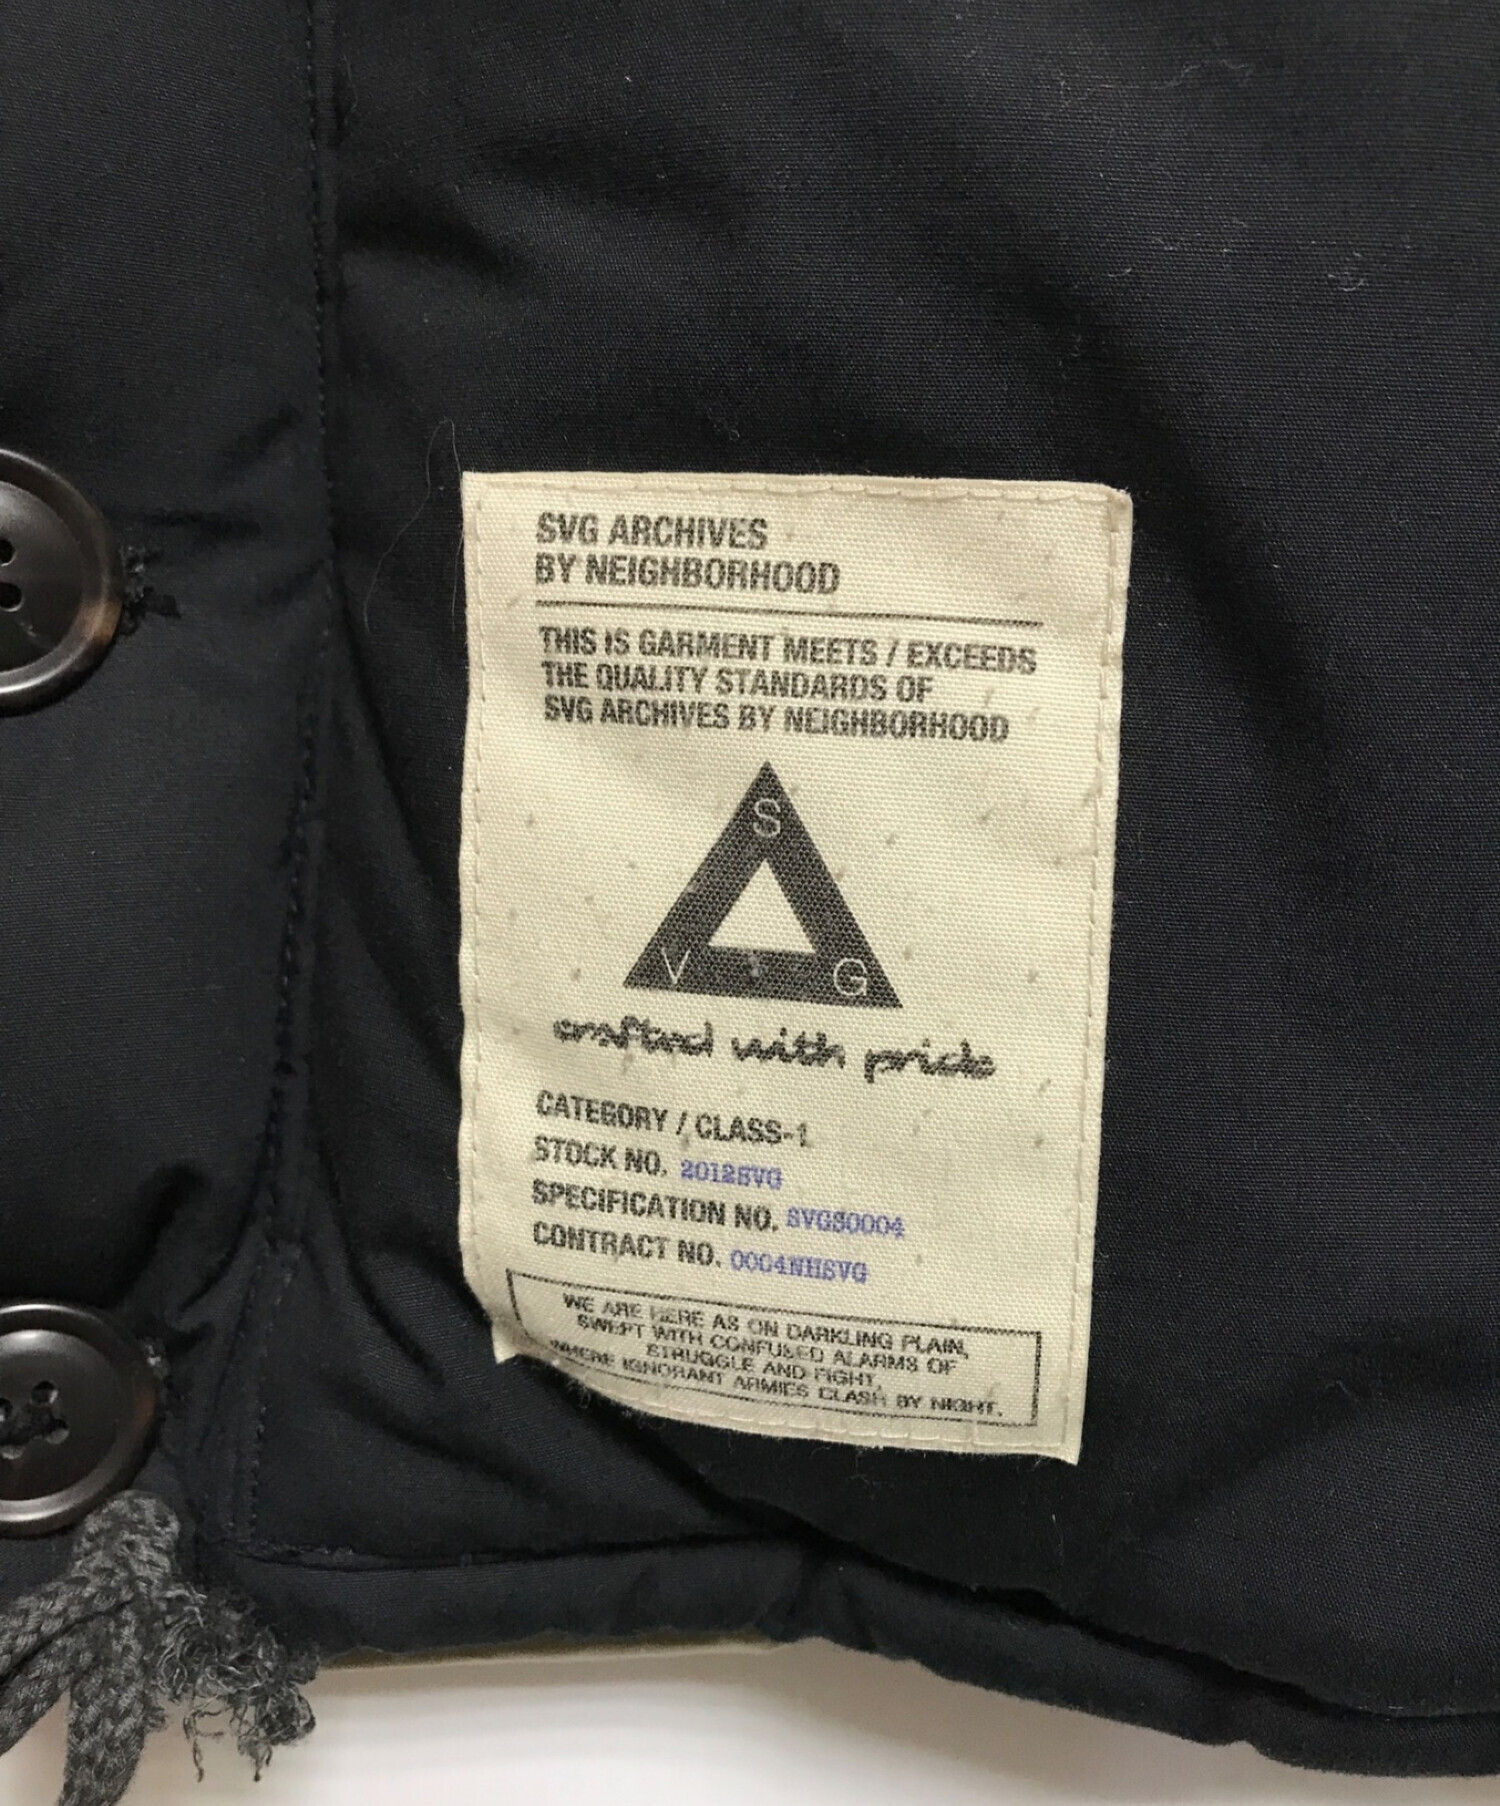 SVG ARCHIVES
BY NEIGHBORHOOD
THIS IS GARMENT MEETS / EXCEEDS
THE QUALITY STANDARDS OF
SVG ARCHIVES BY NEIGHBORHOOD
S
V G
crafted with pride
CATEGORY / CLASS-1
STOCK NO. 2012SVG
SPECIFICATION NO. SVGS0004
CONTRACT NO. 0004NHSVG
WE ARE HERE AS ON DARKLING PLAIN,
SWEPT WITH CONFUSED ALARMS OF
STRUGGLE AND FIGHT,
WHERE IGNORANT ARMIES CLASH BY NIGHT.